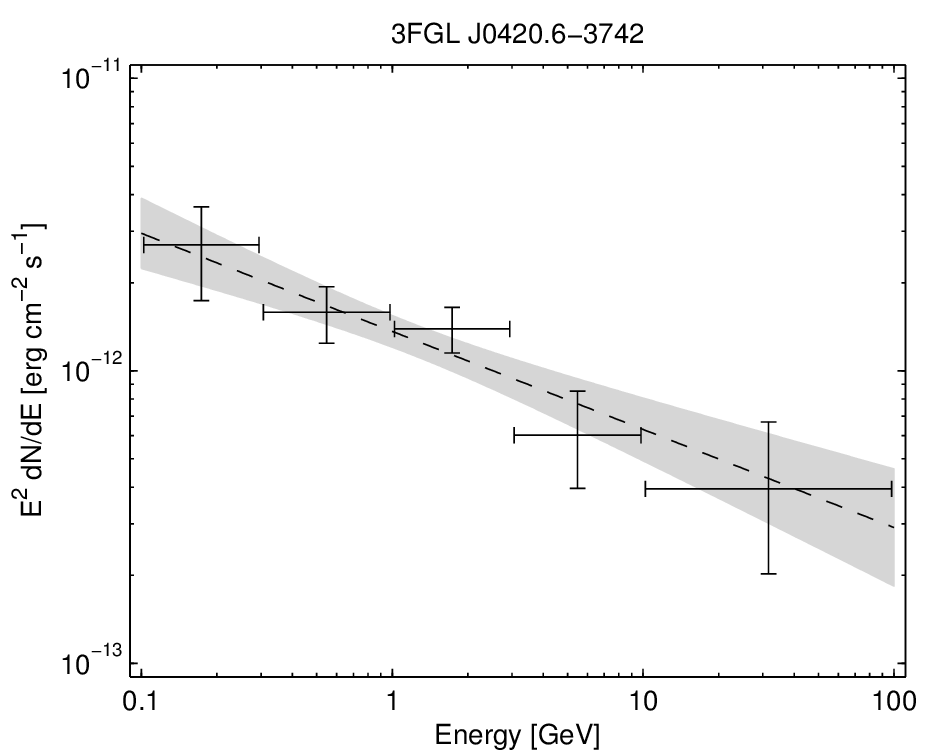 3FGL J0420.6−3742
10⁻¹¹
10⁻¹²
10⁻¹³
E² dN/dE [erg cm⁻² s⁻¹]
0.1 1 10 100
Energy [GeV]